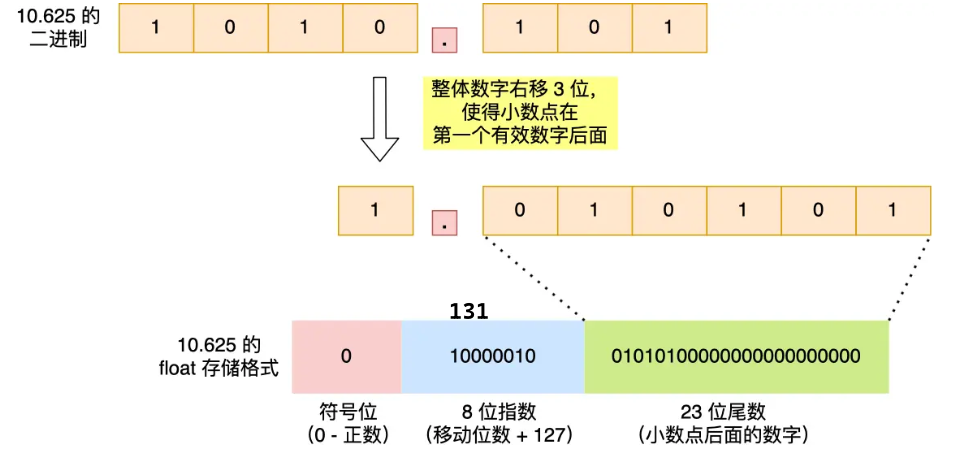 10.625 的
二进制
1 0 1 0 . 1 0 1
整体数字右移 3 位，
使得小数点在
第一个有效数字后面
1 . 0 1 0 1 0 1
131
10.625 的
float 存储格式
0 10000010 01010100000000000000000
符号位 8 位指数 23 位尾数
（0 - 正数） （移动位数 + 127） （小数点后面的数字）